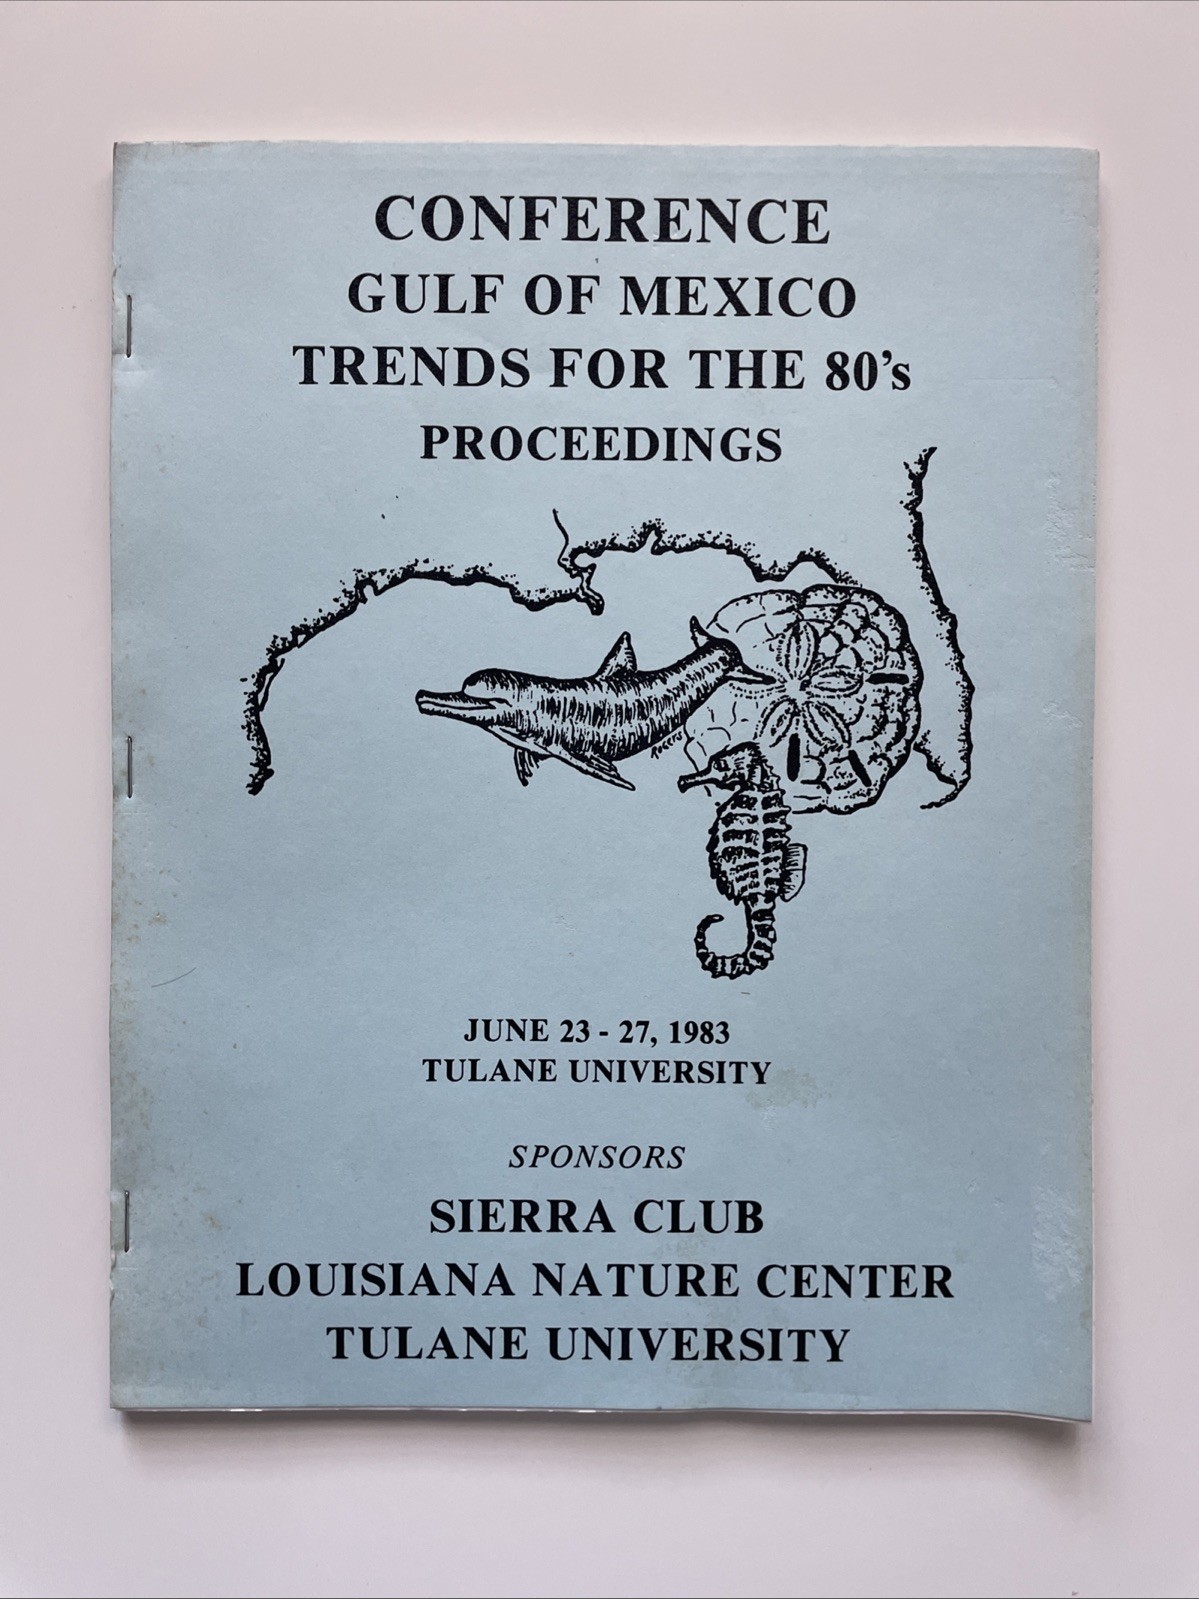 CONFERENCE
GULF OF MEXICO
TRENDS FOR THE 80's
PROCEEDINGS
ROGERS
JUNE 23 - 27, 1983
TULANE UNIVERSITY
SPONSORS
SIERRA CLUB
LOUISIANA NATURE CENTER
TULANE UNIVERSITY